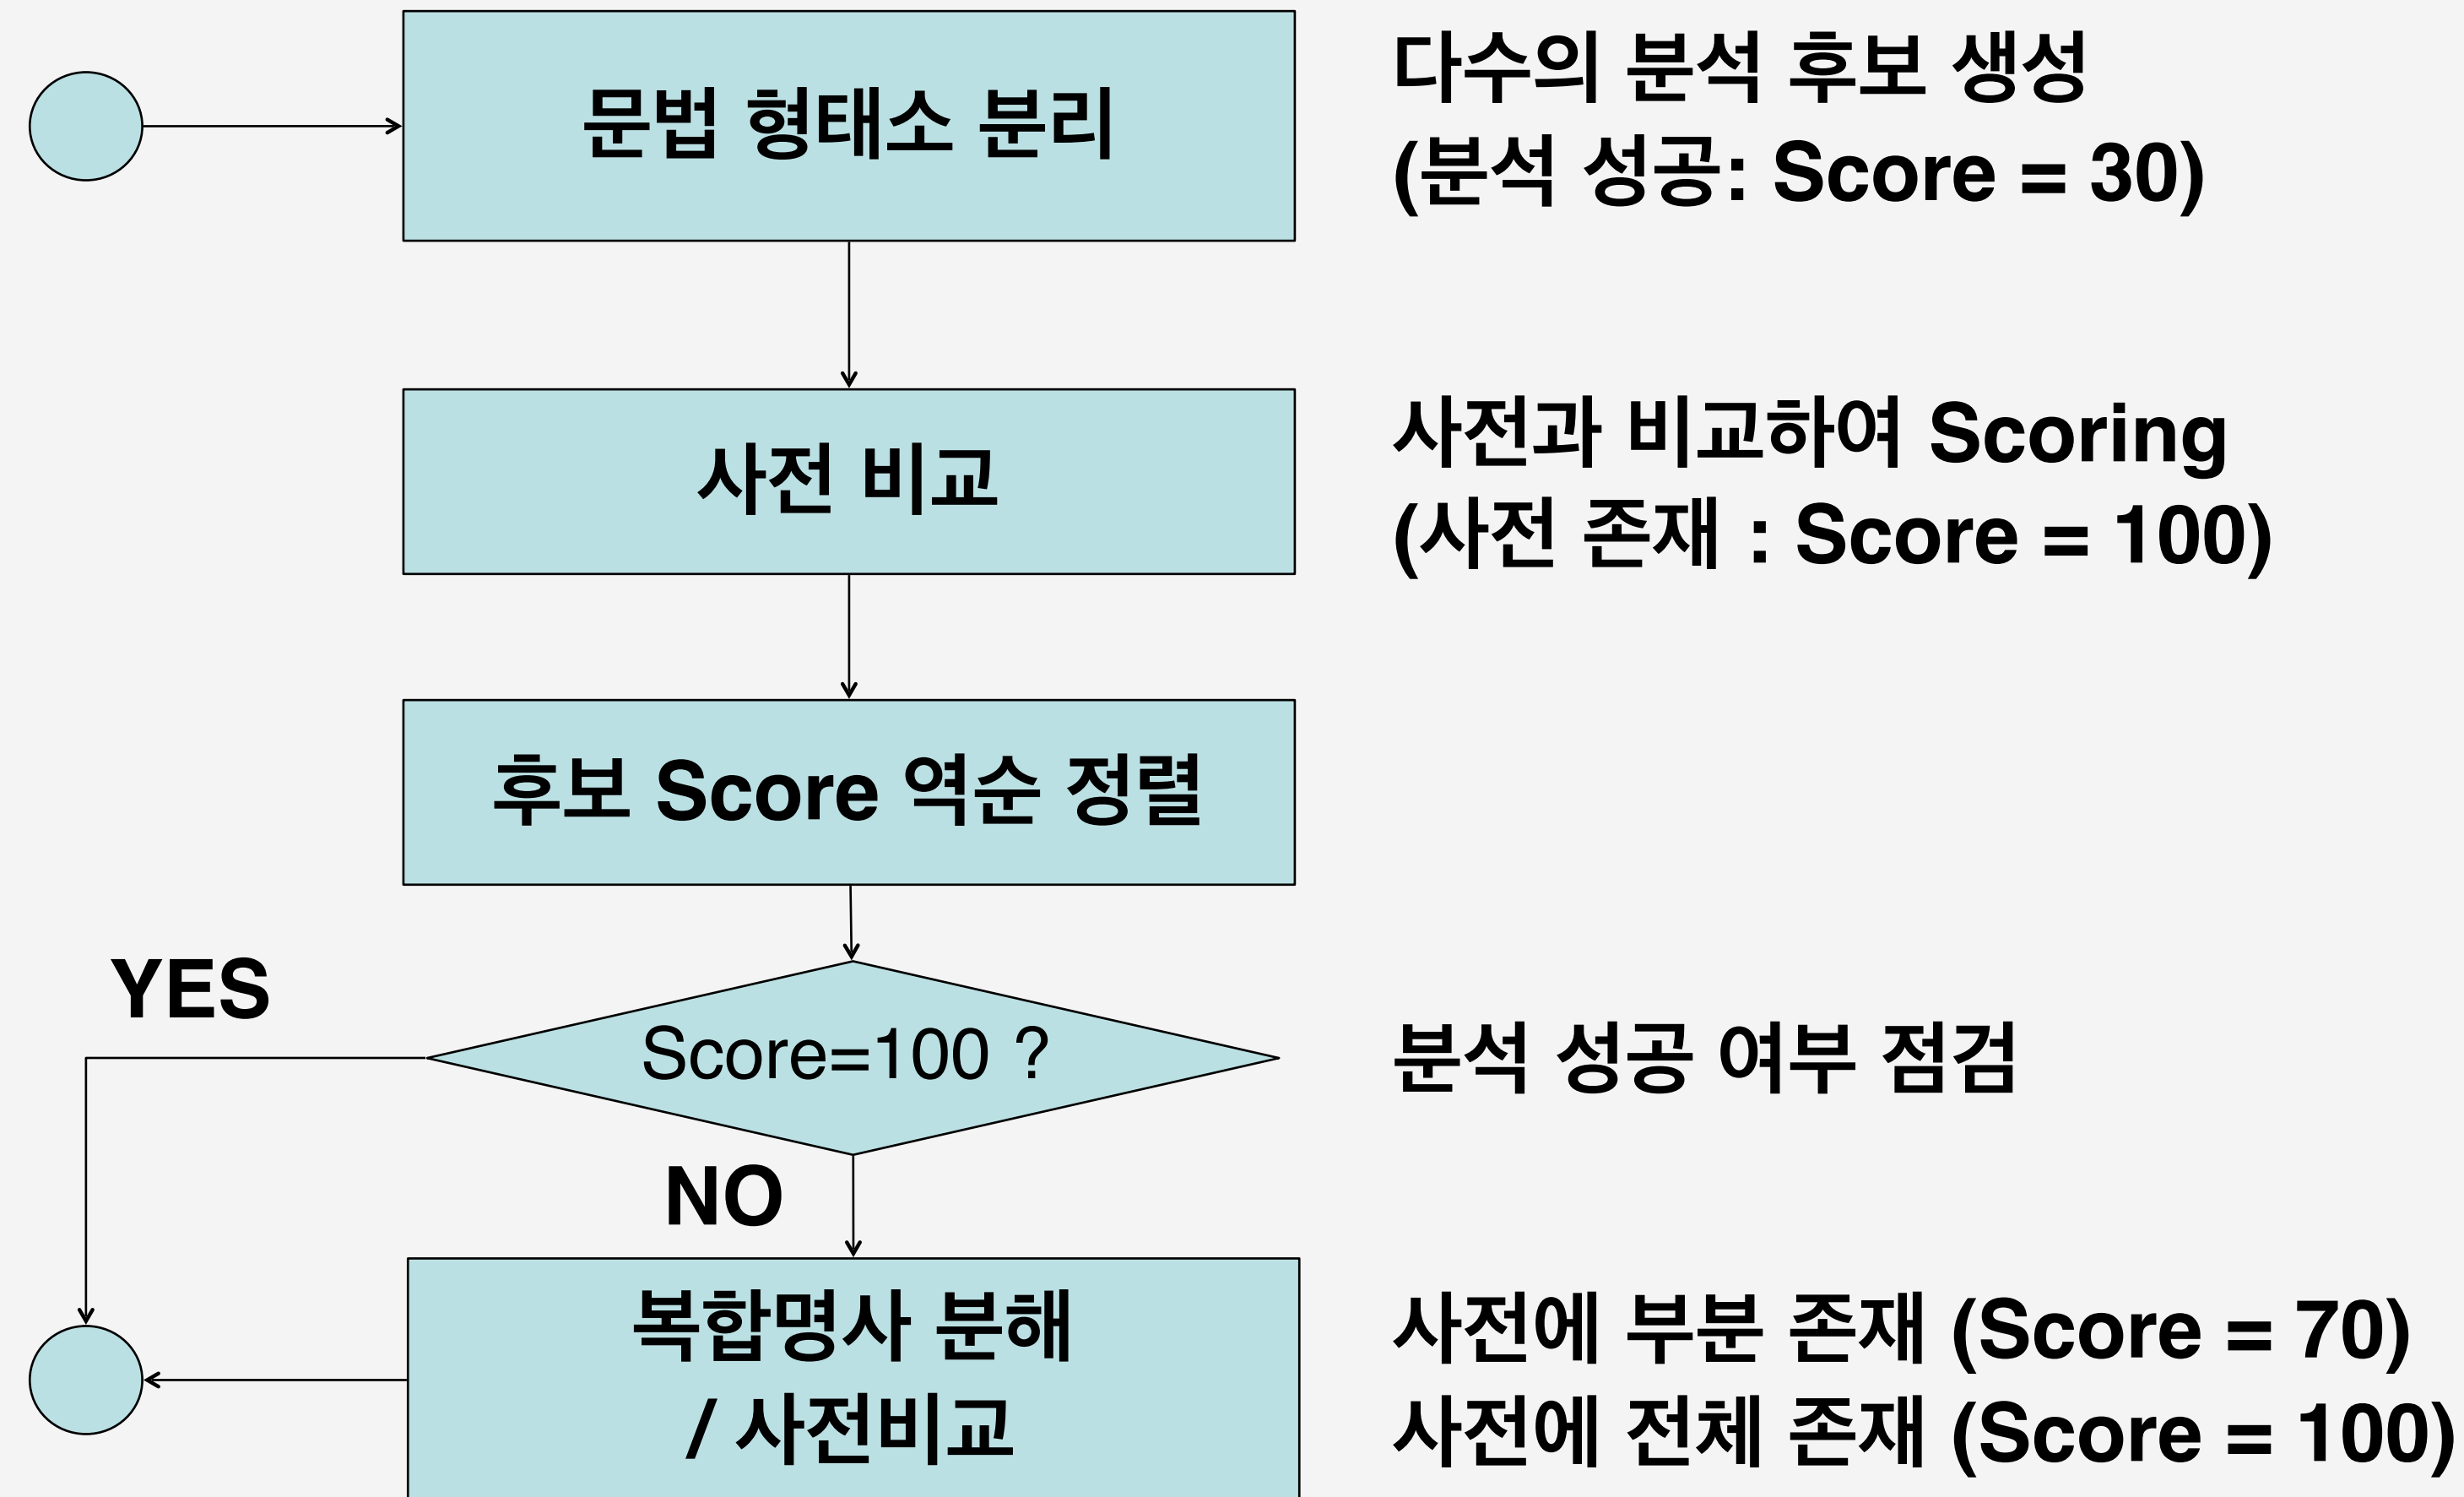 문법 형태소 분리
다수의 분석 후보 생성
(분석 성공: Score = 30)
사전 비교
사전과 비교하여 Scoring
(사전 존재 : Score = 100)
후보 Score 역순 정렬
YES
Score=100 ?
분석 성공 여부 점검
NO
복합명사 분해
/ 사전비교
사전에 부분 존재 (Score = 70)
사전에 전체 존재 (Score = 100)